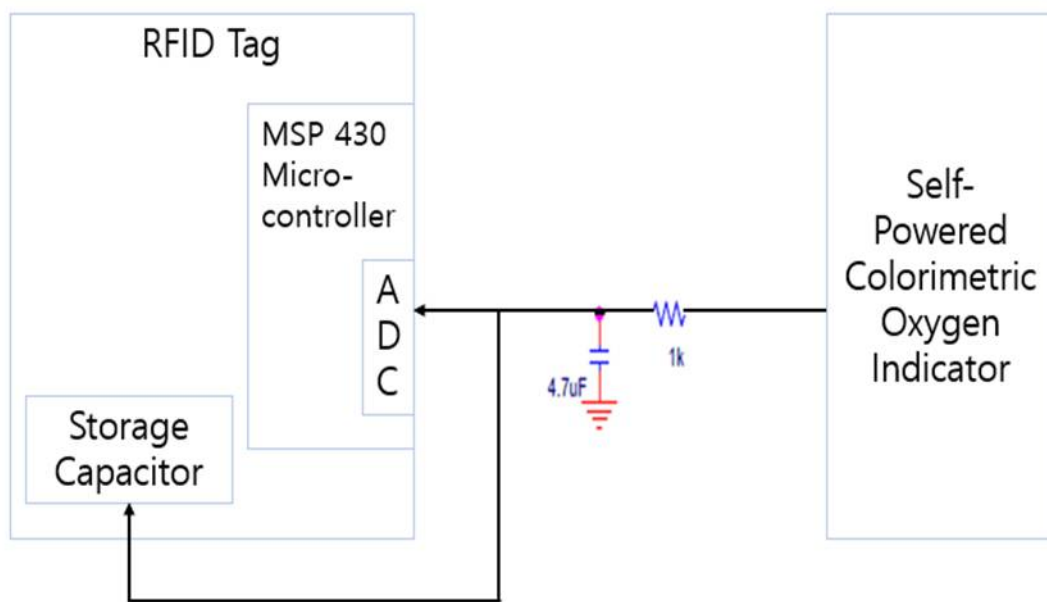 RFID Tag
MSP 430
Micro-
controller
A
D
C
Storage
Capacitor
4.7uF
1k
Self-
Powered
Colorimetric
Oxygen
Indicator